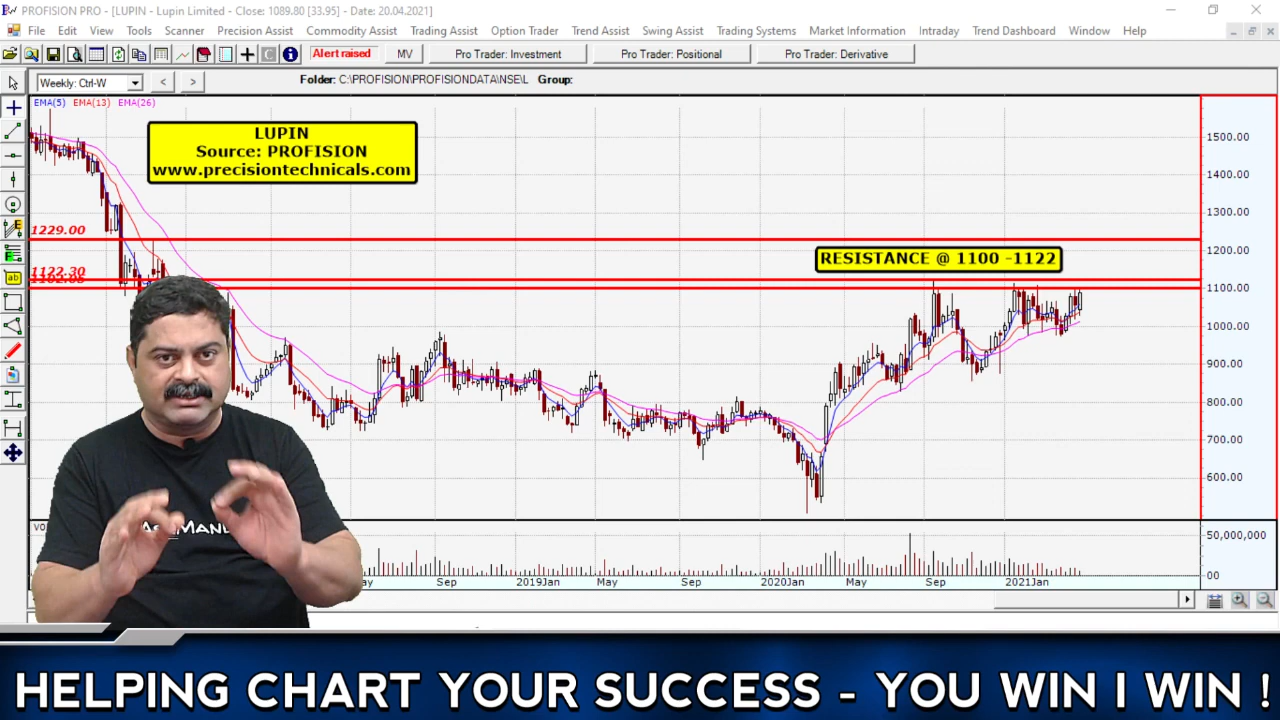 PROFISION PRO - [LUPIN - Lupin Limited - Close: 1089.80 [33.95] - Date: 20.04.2021]
File Edit View Tools Scanner Precision Assist Commodity Assist Trading Assist Option Trader Trend Assist Swing Assist Trading Systems Market Information Intraday Trend Dashboard Window Help
C Alert raised MV Pro Trader: Investment Pro Trader: Positional Pro Trader: Derivative
Weekly: Ctrl-W < > Folder: C:\PROFISION\PROFISIONDATA\NSE\L Group:
EMA(5) EMA(13) EMA(26)
LUPIN
Source: PROFISION
www.precisiontechnicals.com
1500.00
1400.00
1300.00
1229.00
1200.00
RESISTANCE @ 1100 -1122
1122.30
1100.00
1000.00
900.00
800.00
700.00
600.00
ab
50,000,000
00
Sep 2019Jan May Sep 2020Jan May Sep 2021Jan
HELPING CHART YOUR SUCCESS - YOU WIN I WIN !